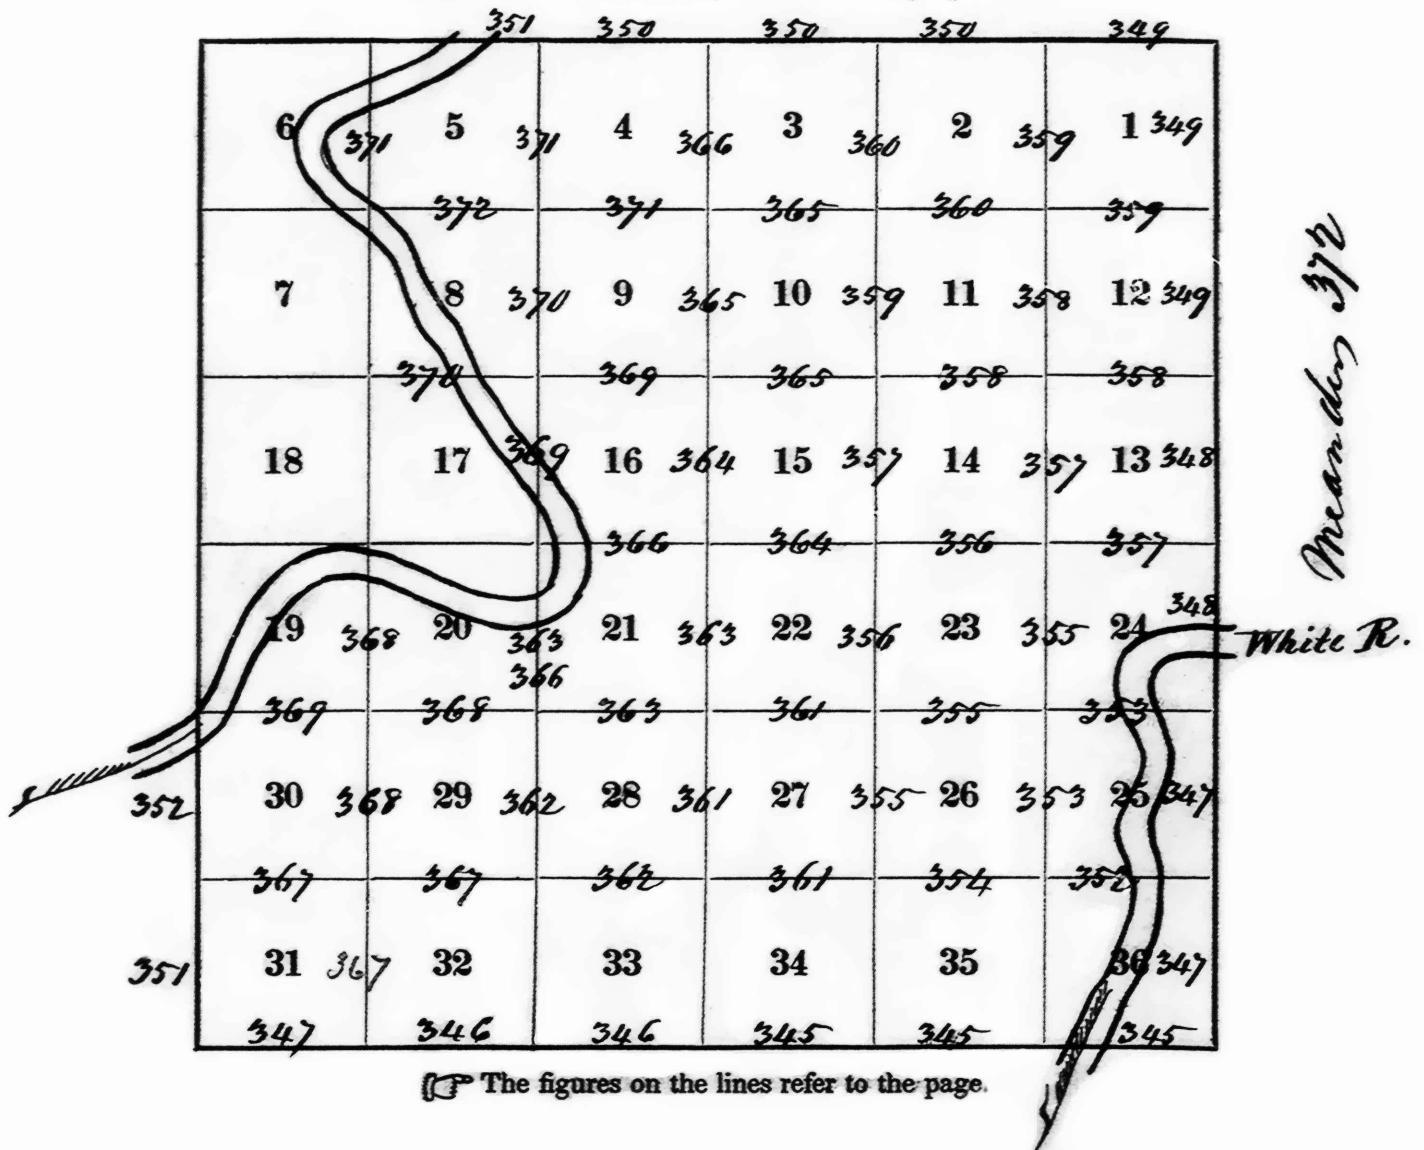 351 350 350 350 349
6 371 5 371 4 366 3 360 2 359 1 349
372 371 365 360 359
7 8 370 9 365 10 359 11 358 12 349
370 369 365 358 358
18 17 369 16 364 15 357 14 357 13 348
366 364 356 357
348
19 368 20 363 21 363 22 356 23 355 24
366
369 368 363 361 355 353
352 30 368 29 362 28 361 27 355 26 353 25 347
367 367 362 361 354 352
351 31 367 32 33 34 35 36 347
347 346 346 345 345 345
Meanders 372
White R.
The figures on the lines refer to the page.